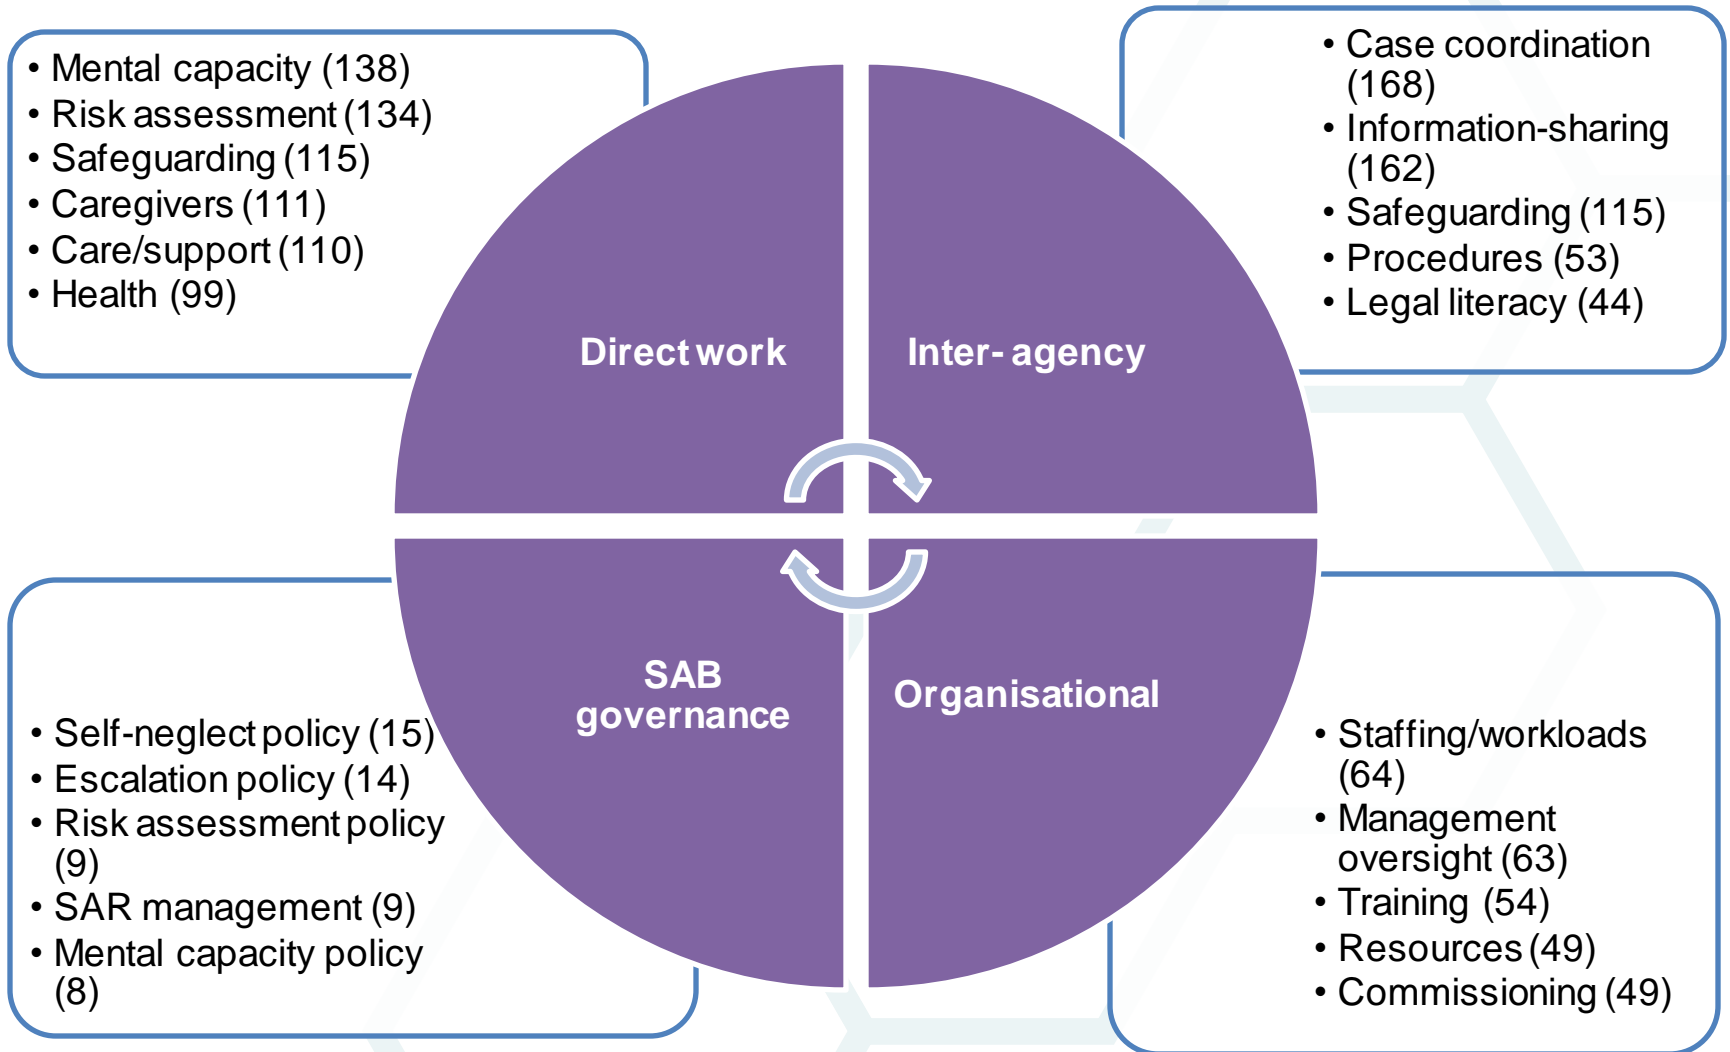 • Mental capacity (138)
• Risk assessment (134)
• Safeguarding (115)
• Caregivers (111)
• Care/support (110)
• Health (99)
• Case coordination
(168)
• Information-sharing
(162)
• Safeguarding (115)
• Procedures (53)
• Legal literacy (44)
Direct work
Inter- agency
SAB
governance
Organisational
• Self-neglect policy (15)
• Escalation policy (14)
• Risk assessment policy
(9)
• SAR management (9)
• Mental capacity policy
(8)
• Staffing/workloads
(64)
• Management
oversight (63)
• Training (54)
• Resources (49)
• Commissioning (49)